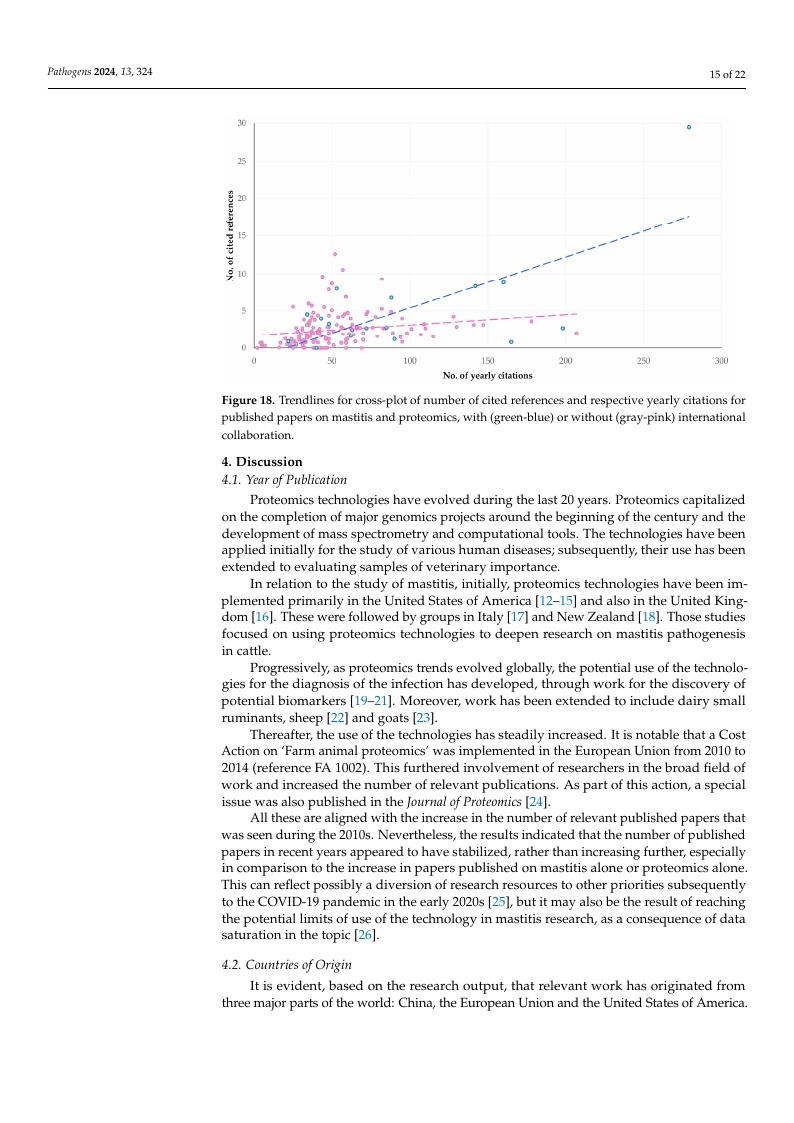 Pathogens 2024, 13, 324
15 of 22
30
25
20
15
10
5
0
No. of cited references
0 50 100 150 200 250 300
No. of yearly citations
Figure 18. Trendlines for cross-plot of number of cited references and respective yearly citations for
published papers on mastitis and proteomics, with (green-blue) or without (gray-pink) international
collaboration.
4. Discussion
4.1. Year of Publication
Proteomics technologies have evolved during the last 20 years. Proteomics capitalized
on the completion of major genomics projects around the beginning of the century and the
development of mass spectrometry and computational tools. The technologies have been
applied initially for the study of various human diseases; subsequently, their use has been
extended to evaluating samples of veterinary importance.
In relation to the study of mastitis, initially, proteomics technologies have been im-
plemented primarily in the United States of America [12–15] and also in the United King-
dom [16]. These were followed by groups in Italy [17] and New Zealand [18]. Those studies
focused on using proteomics technologies to deepen research on mastitis pathogenesis
in cattle.
Progressively, as proteomics trends evolved globally, the potential use of the technolo-
gies for the diagnosis of the infection has developed, through work for the discovery of
potential biomarkers [19–21]. Moreover, work has been extended to include dairy small
ruminants, sheep [22] and goats [23].
Thereafter, the use of the technologies has steadily increased. It is notable that a Cost
Action on ‘Farm animal proteomics’ was implemented in the European Union from 2010 to
2014 (reference FA 1002). This furthered involvement of researchers in the broad field of
work and increased the number of relevant publications. As part of this action, a special
issue was also published in the Journal of Proteomics [24].
All these are aligned with the increase in the number of relevant published papers that
was seen during the 2010s. Nevertheless, the results indicated that the number of published
papers in recent years appeared to have stabilized, rather than increasing further, especially
in comparison to the increase in papers published on mastitis alone or proteomics alone.
This can reflect possibly a diversion of research resources to other priorities subsequently
to the COVID-19 pandemic in the early 2020s [25], but it may also be the result of reaching
the potential limits of use of the technology in mastitis research, as a consequence of data
saturation in the topic [26].
4.2. Countries of Origin
It is evident, based on the research output, that relevant work has originated from
three major parts of the world: China, the European Union and the United States of America.